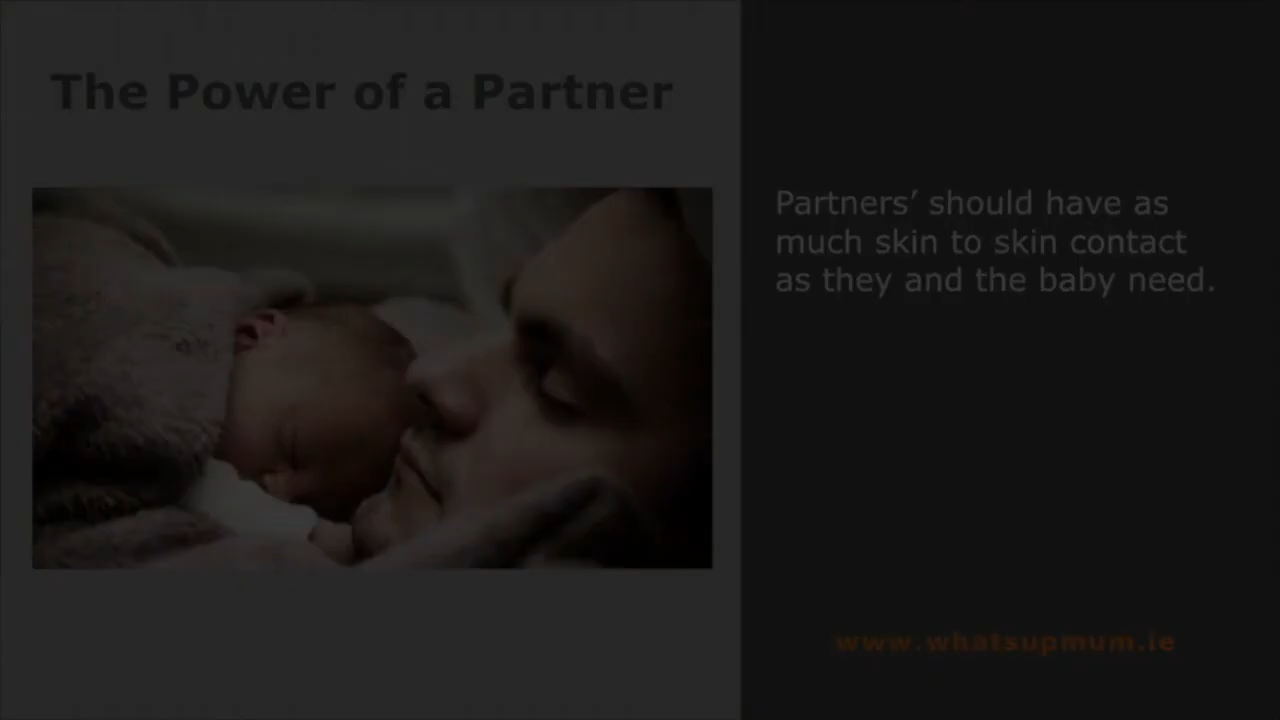 The Power of a Partner
Partners’ should have as
much skin to skin contact
as they and the baby need.
www.whatsupmum.ie